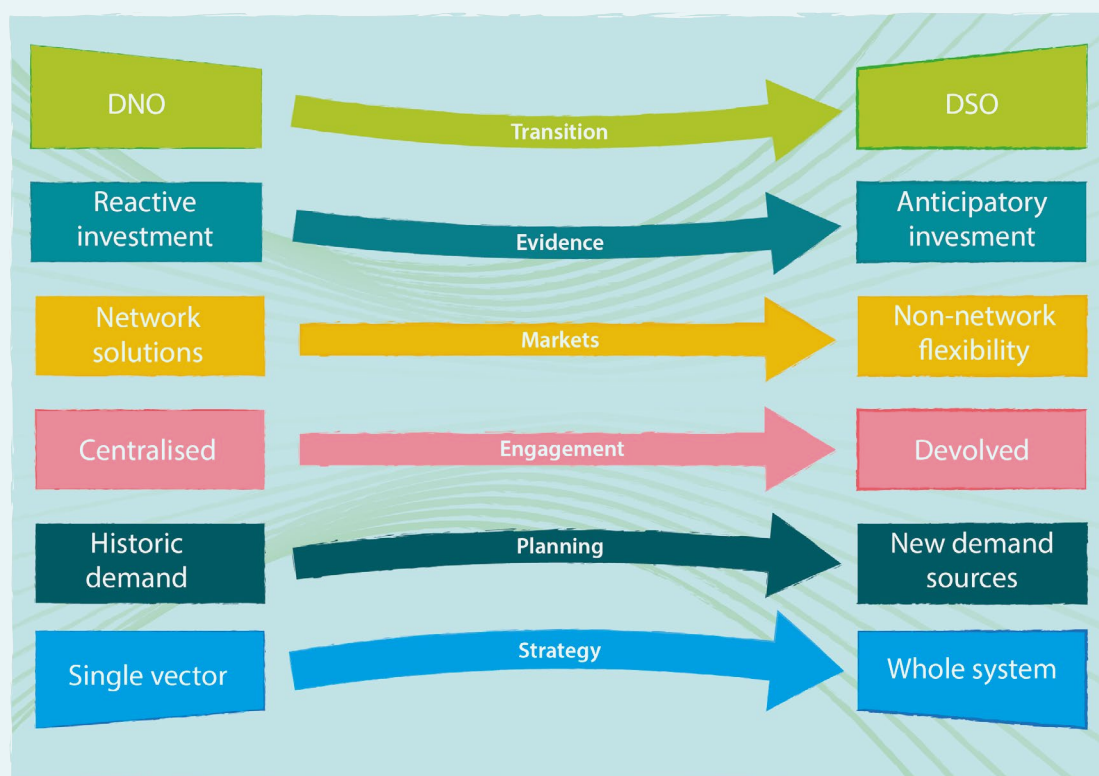 DNO
Transition
DSO
Reactive
investment
Evidence
Anticipatory
invesment
Network
solutions
Markets
Non-network
flexibility
Centralised
Engagement
Devolved
Historic
demand
Planning
New demand
sources
Single vector
Strategy
Whole system